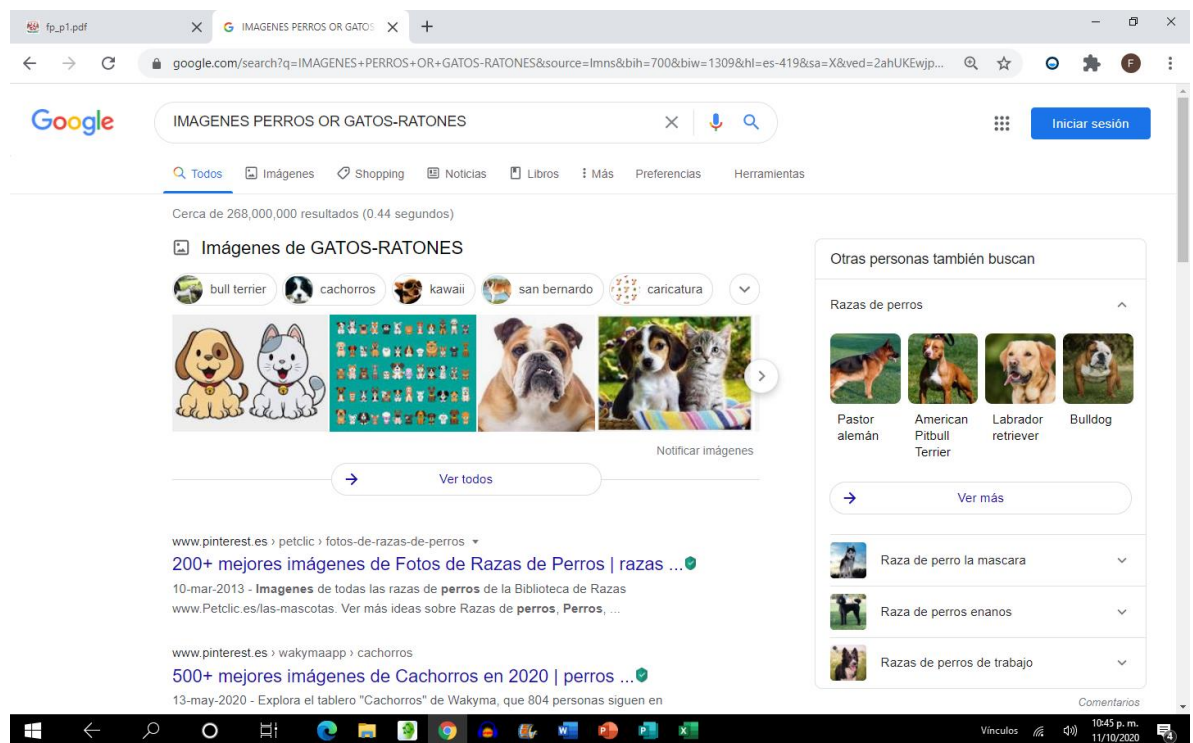 fp_p1.pdf
IMAGENES PERROS OR GATOS
google.com/search?q=IMAGENES+PERROS+OR+GATOS-RATONES&source=lmns&bih=700&biw=1309&hl=es-419&sa=X&ved=2ahUKEwjp...
F
Google
IMAGENES PERROS OR GATOS-RATONES
Iniciar sesión
Todos Imágenes Shopping Noticias Libros Más Preferencias Herramientas
Cerca de 268,000,000 resultados (0.44 segundos)
Imágenes de GATOS-RATONES
bull terrier cachorros kawaii san bernardo caricatura
Notificar imágenes
Ver todos
www.pinterest.es › petclic › fotos-de-razas-de-perros
200+ mejores imágenes de Fotos de Razas de Perros | razas ...
10-mar-2013 - Imagenes de todas las razas de perros de la Biblioteca de Razas
www.Petclic.es/las-mascotas. Ver más ideas sobre Razas de perros, Perros, ...
www.pinterest.es › wakymaapp › cachorros
500+ mejores imágenes de Cachorros en 2020 | perros ...
13-may-2020 - Explora el tablero "Cachorros" de Wakyma, que 804 personas siguen en
Otras personas también buscan
Razas de perros
Pastor alemán
American Pitbull Terrier
Labrador retriever
Bulldog
Ver más
Raza de perro la mascara
Raza de perros enanos
Razas de perros de trabajo
Comentarios
Vínculos
10:45 p. m.
11/10/2020
4